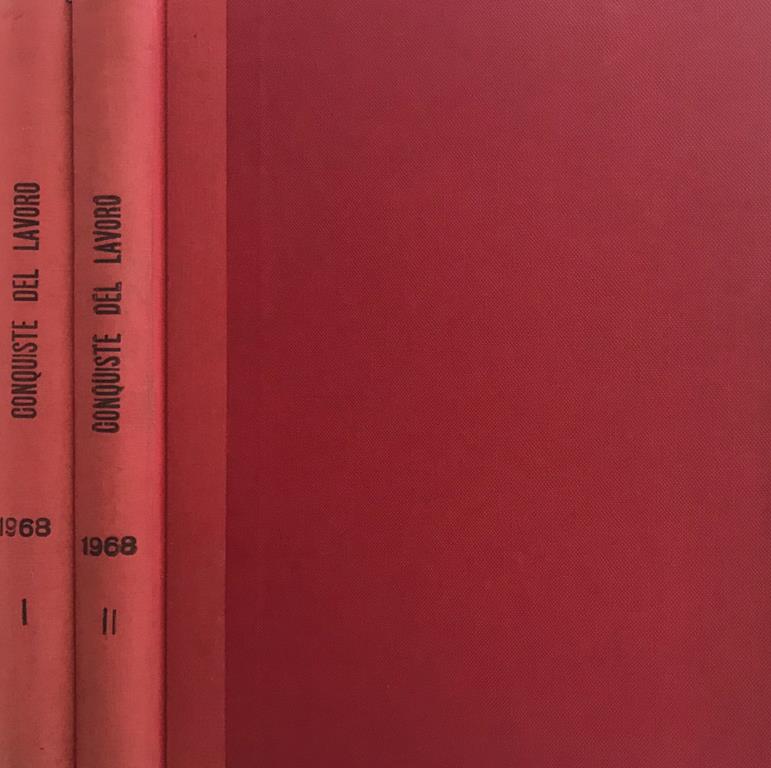 CONQUISTE DEL LAVORO
1968
I
CONQUISTE DEL LAVORO
1968
II